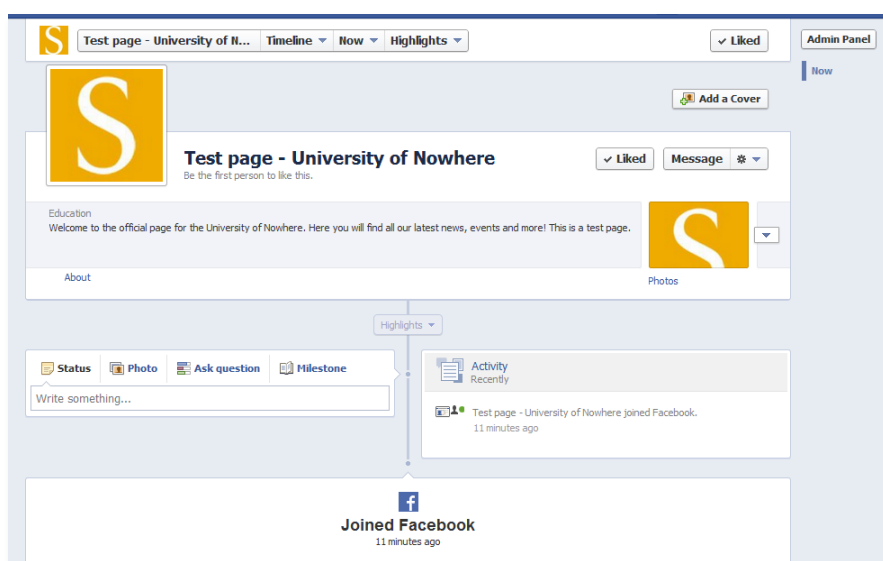 S
Test page - University of N...
Timeline
Now
Highlights
Liked
Admin Panel
Now
S
Add a Cover
Test page - University of Nowhere
Be the first person to like this.
Liked
Message
Education
Welcome to the official page for the University of Nowhere. Here you will find all our latest news, events and more! This is a test page.
S
About
Photos
Highlights
Status
Photo
Ask question
Milestone
Write something...
Activity
Recently
Test page - University of Nowhere joined Facebook.
11 minutes ago
f
Joined Facebook
11 minutes ago